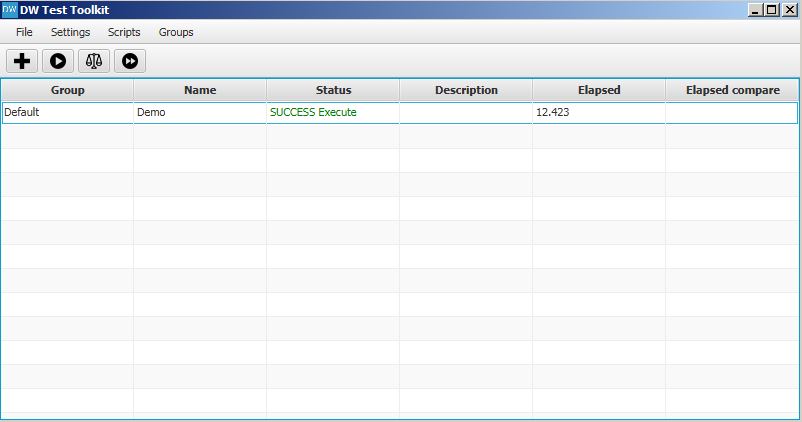 DW DW Test Toolkit
File Settings Scripts Groups
Group Name Status Description Elapsed Elapsed compare
Default Demo SUCCESS Execute 12.423